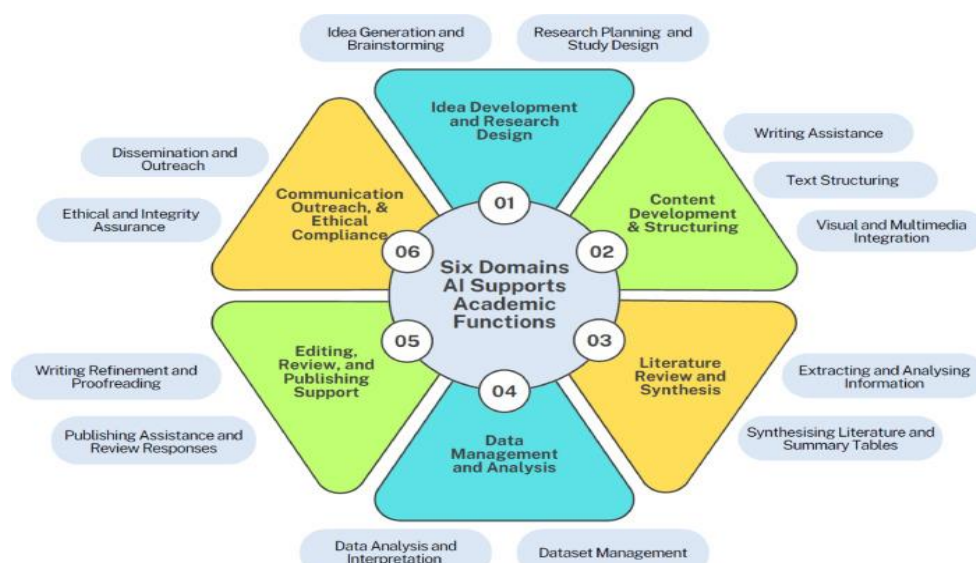 Idea Generation and
Brainstorming
Research Planning and
Study Design
Idea Development
and Research
Design
01
Writing Assistance
Text Structuring
Visual and Multimedia
Integration
Content
Development
& Structuring
02
Six Domains
AI Supports
Academic
Functions
03
Literature
Review and
Synthesis
Extracting and Analysing
Information
Synthesising Literature and
Summary Tables
04
Data
Management
and Analysis
Data Analysis and
Interpretation
Dataset Management
05
Editing,
Review, and
Publishing
Support
Writing Refinement and
Proofreading
Publishing Assistance and
Review Responses
06
Communication
Outreach, &
Ethical
Compliance
Dissemination and
Outreach
Ethical and Integrity
Assurance